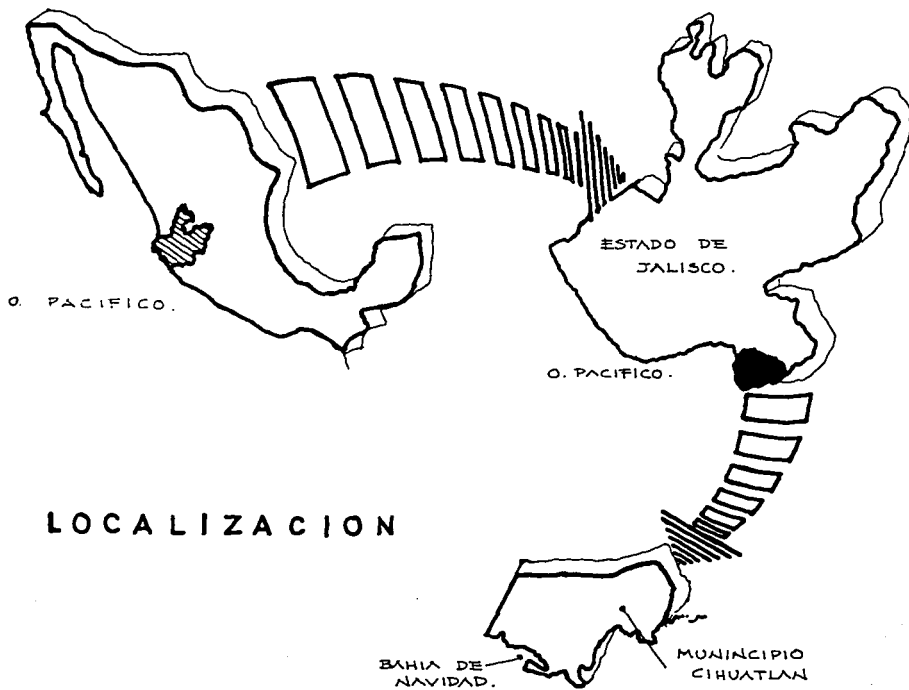 ESTADO DE
JALISCO.
O. PACIFICO.
O. PACIFICO.
LOCALIZACION
BAHIA DE
NAVIDAD.
MUNINCIPIO
CIHUATLAN